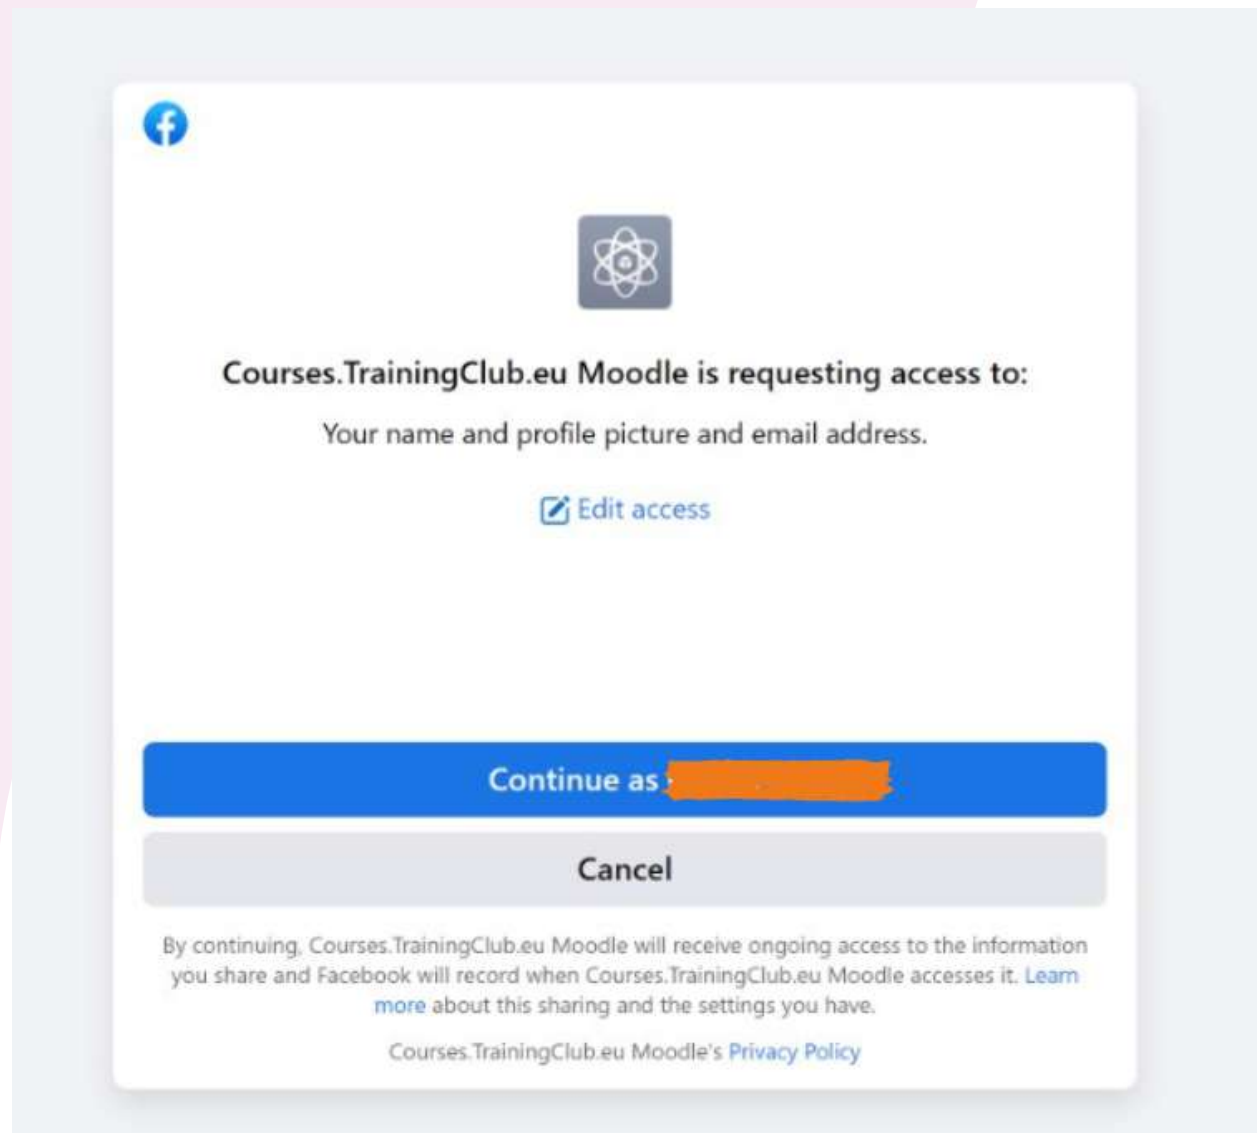 Courses.TrainingClub.eu Moodle is requesting access to:
Your name and profile picture and email address.
Edit access
Continue as
Cancel
By continuing, Courses.TrainingClub.eu Moodle will receive ongoing access to the information
you share and Facebook will record when Courses.TrainingClub.eu Moodle accesses it. Learn
more about this sharing and the settings you have.
Courses.TrainingClub.eu Moodle's Privacy Policy